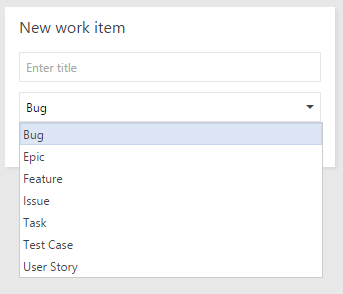 New work item
Enter title
Bug
Bug
Epic
Feature
Issue
Task
Test Case
User Story